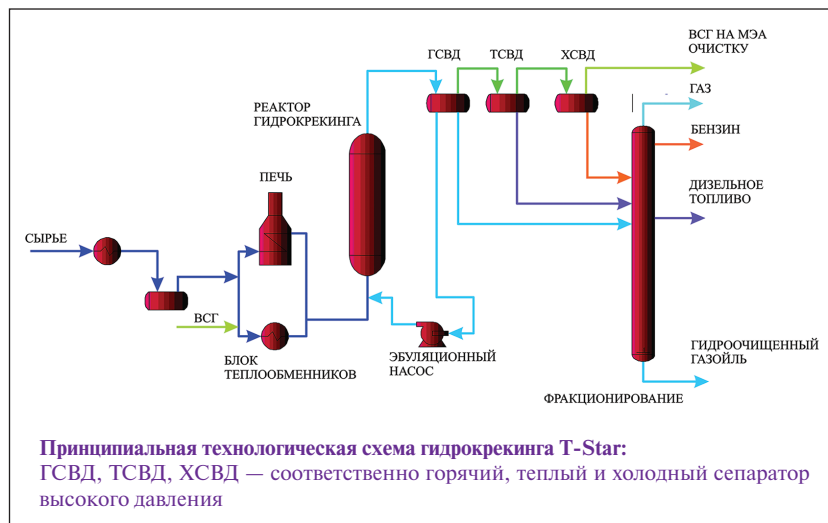 ВСГ НА МЭА
ОЧИСТКУ
ГСВД
ТСВД
ХСВД
ГАЗ
РЕАКТОР
ГИДРОКРЕКИНГА
БЕНЗИН
ПЕЧЬ
ДИЗЕЛЬНОЕ
ТОПЛИВО
СЫРЬЕ
ВСГ
БЛОК
ТЕПЛООБМЕННИКОВ
ЭБУЛЯЦИОННЫЙ
НАСОС
ГИДРООЧИЩЕННЫЙ
ГАЗОЙЛЬ
ФРАКЦИОНИРОВАНИЕ
Принципиальная технологическая схема гидрокрекинга T-Star:
ГСВД, ТСВД, ХСВД — соответственно горячий, теплый и холодный сепаратор
высокого давления